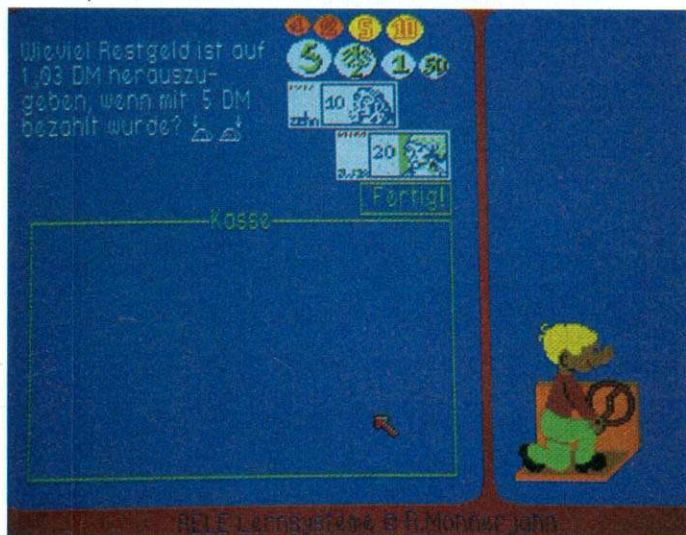 Wieviel Restgeld ist auf
1,03 DM herauszu-
geben, wenn mit 5 DM
bezahlt wurde?
1 2 5 10
5 2 1 50
10
zehn
20
Fertig!
Kasse
Lernsysteme ©